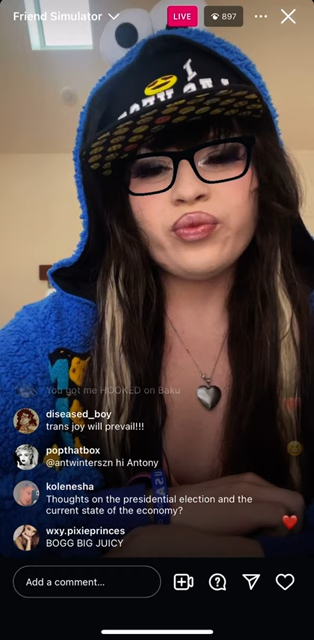 Friend Simulator
LIVE
897
I
You got me HOOKED on Baku
diseased_boy
trans joy will prevail!!!
popthatbox
@antwinterszn hi Antony
kolenesha
Thoughts on the presidential election and the
current state of the economy?
wxy.pixieprinces
BOGG BIG JUICY
Add a comment...